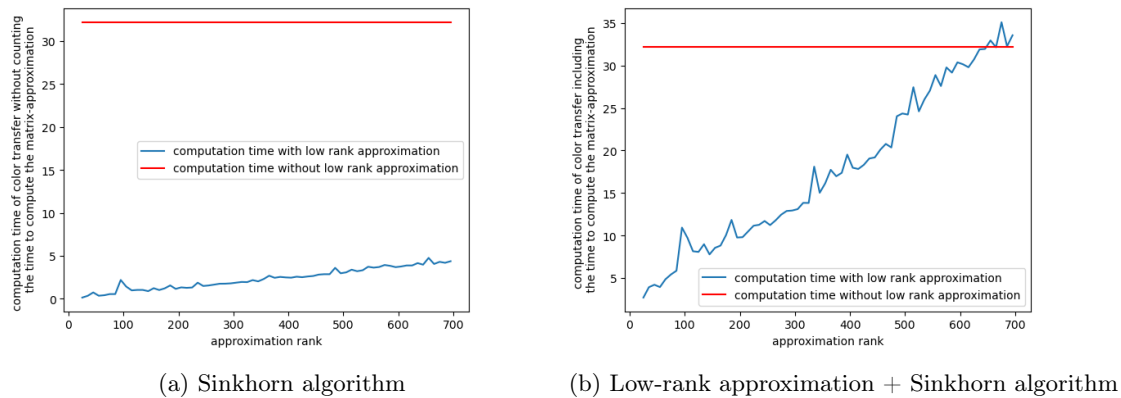 computation time of color transfer without counting
the time to compute the matrix-approximation
30
25
20
15
10
5
0
computation time with low rank approximation
computation time without low rank approximation
0 100 200 300 400 500 600 700
approximation rank
(a) Sinkhorn algorithm
computation time of color transfer including
the time to compute the matrix-approximation
35
30
25
20
15
10
5
computation time with low rank approximation
computation time without low rank approximation
0 100 200 300 400 500 600 700
approximation rank
(b) Low-rank approximation + Sinkhorn algorithm